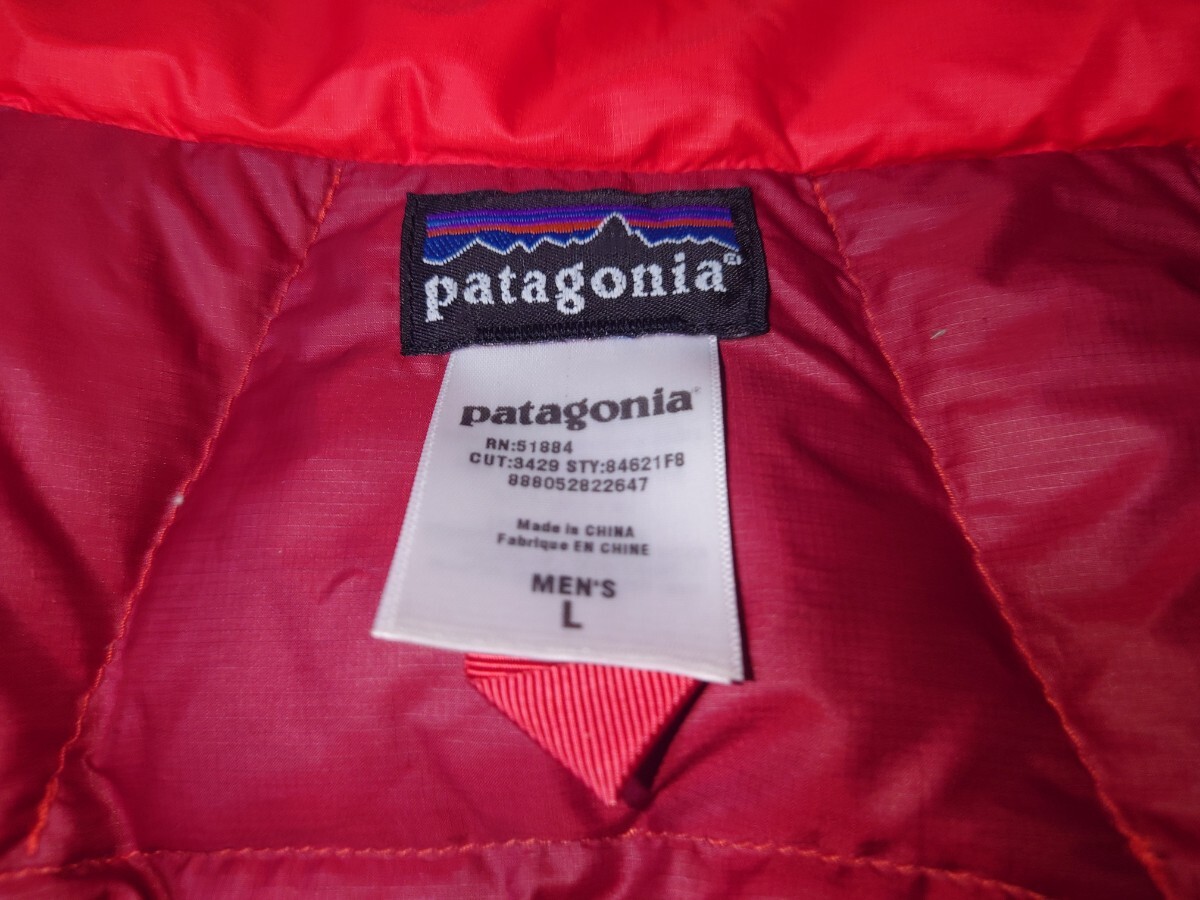 patagonia®
patagonia®
RN:51884
CUT:3429 STY:84621F8
888052822647
Made in CHINA
Fabrique EN CHINE
MEN'S
L